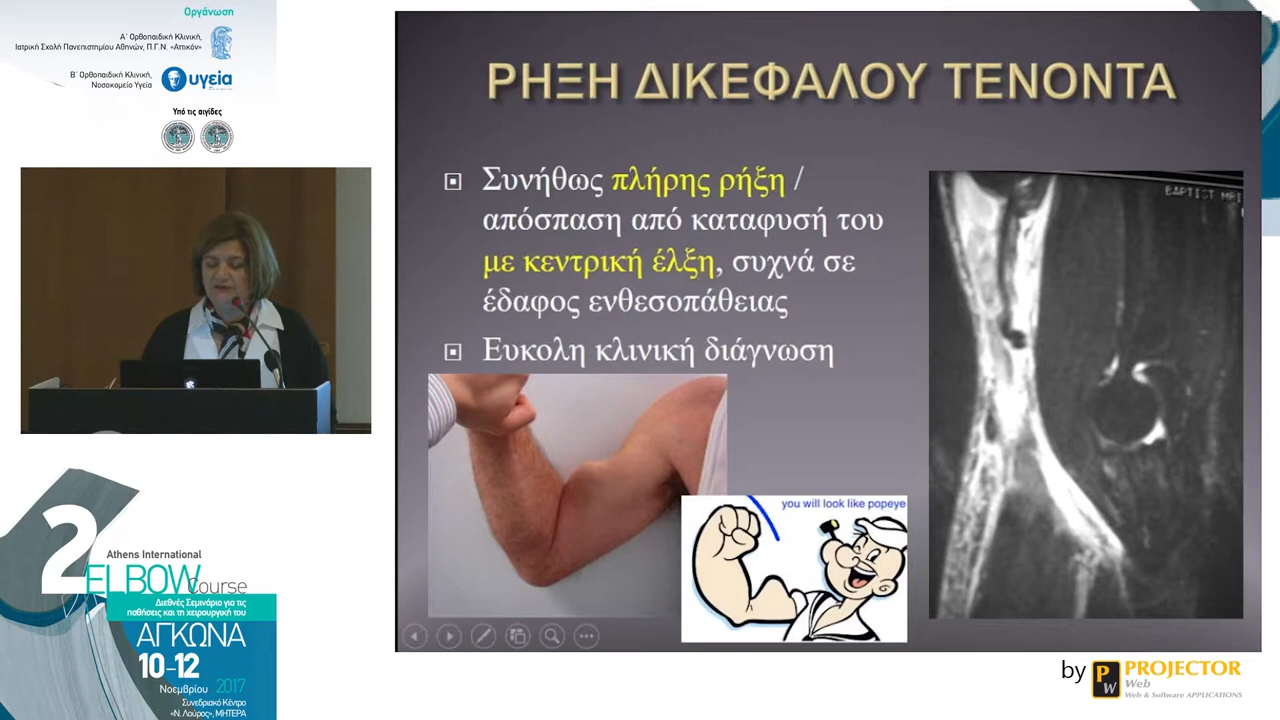 Οργάνωση
Α΄ Ορθοπαιδική Κλινική,
Ιατρική Σχολή Πανεπιστημίου Αθηνών, Π.Γ.Ν. «Αττικόν»
Β΄ Ορθοπαιδική Κλινική,
Νοσοκομείο Υγεία
υγεία
Υπό τις αιγίδες
ΡΗΞΗ ΔΙΚΕΦΑΛΟΥ ΤΕΝΟΝΤΑ
Συνήθως πλήρης ρήξη /
απόσπαση από καταφυσή του
με κεντρική έλξη, συχνά σε
έδαφος ενθεσοπάθειας
Ευκολη κλινική διάγνωση
BAPTIST MRI
you will look like popeye
2
Athens International
ELBOW Course
Διεθνές Σεμινάριο για τις
παθήσεις και τη χειρουργική του
ΑΓΚΩΝΑ
10-12
Νοεμβρίου 2017
Συνεδριακό Κέντρο
«Ν. Λούρος», ΜΗΤΕΡΑ
by PW PROJECTOR
Web
Web & Software APPLICATIONS